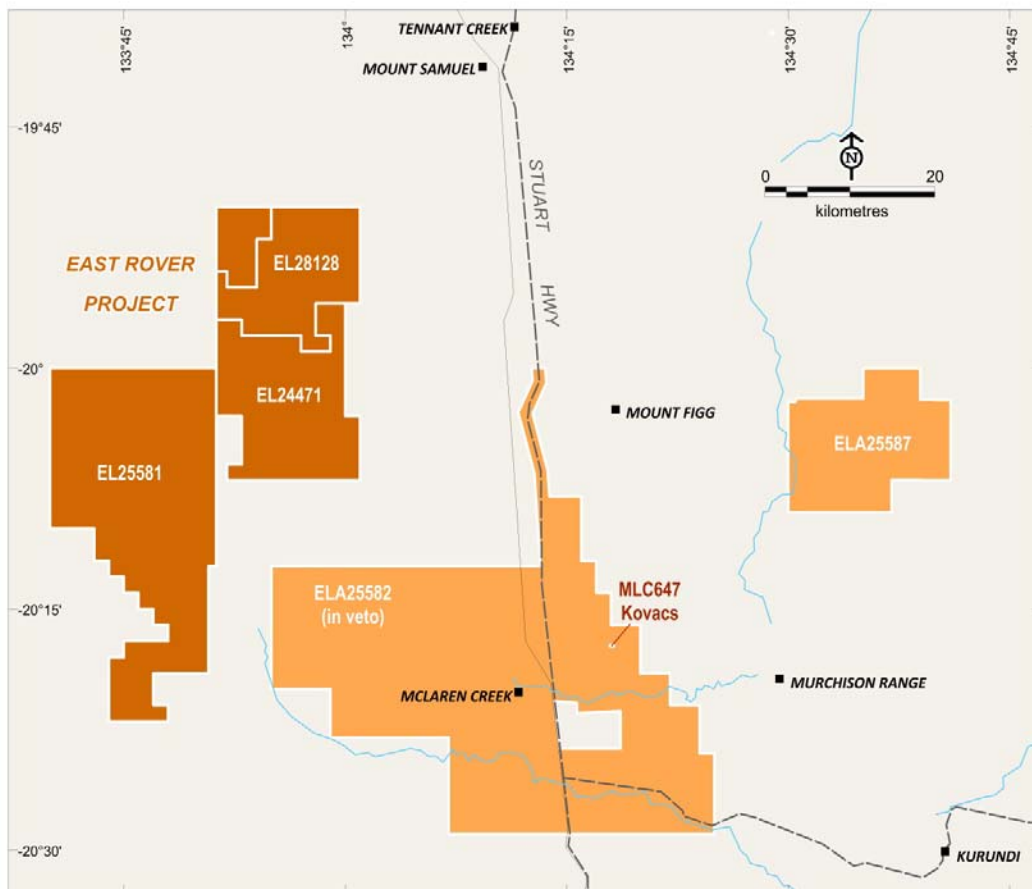 133°45'
134°
134°15'
134°30'
134°45'
TENNANT CREEK
MOUNT SAMUEL
-19°45'
N
0 20
kilometres
STUART
HWY
EAST ROVER
PROJECT
EL28128
-20°
EL24471
MOUNT FIGG
ELA25587
EL25581
ELA25582
(in veto)
MLC647
Kovacs
-20°15'
MCLAREN CREEK
MURCHISON RANGE
-20°30'
KURUNDI